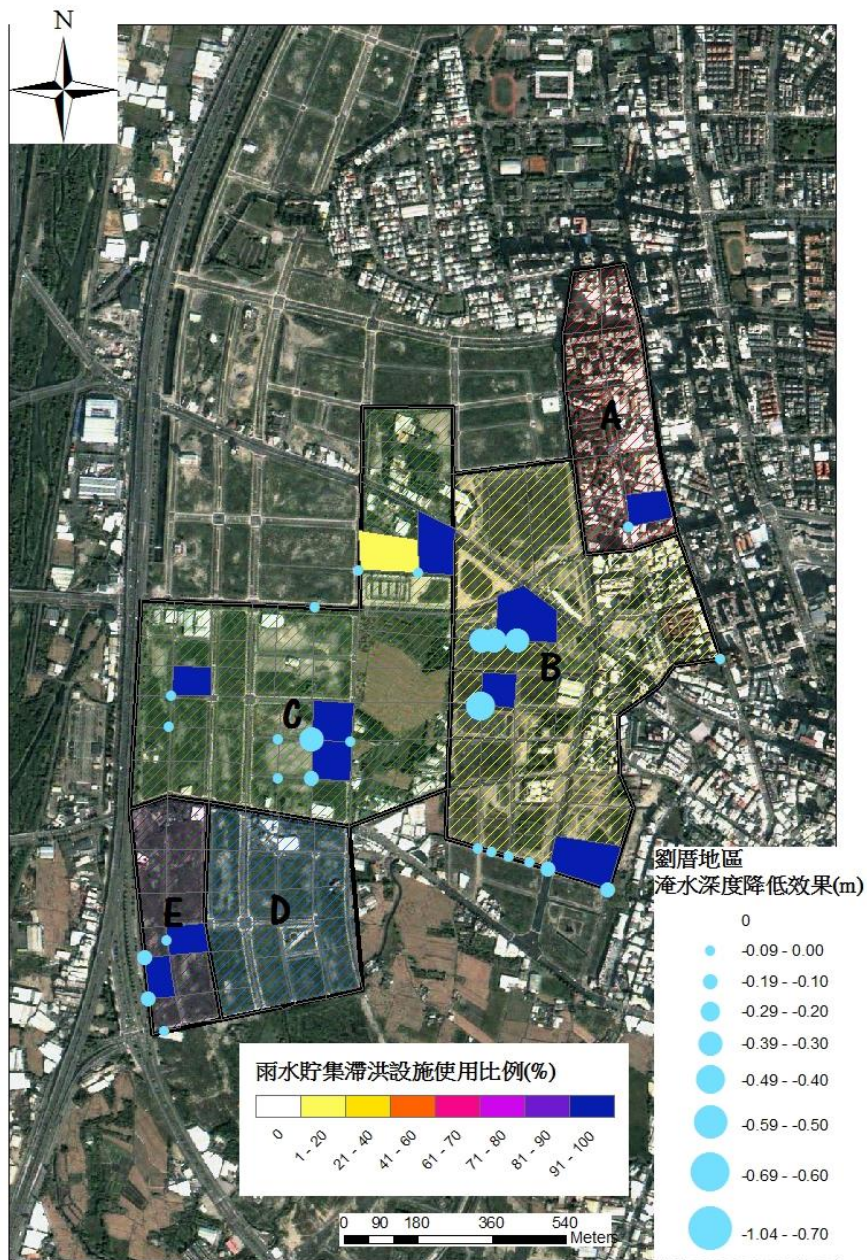 N
A
B
C
E
D
劉厝地區
淹水深度降低效果(m)
0
-0.09 - 0.00
-0.19 - -0.10
-0.29 - -0.20
-0.39 - -0.30
-0.49 - -0.40
-0.59 - -0.50
-0.69 - -0.60
-1.04 - -0.70
雨水貯集滯洪設施使用比例(%)
0
1 - 20
21 - 40
41 - 60
61 - 70
71 - 80
81 - 90
91 - 100
0 90 180 360 540
Meters